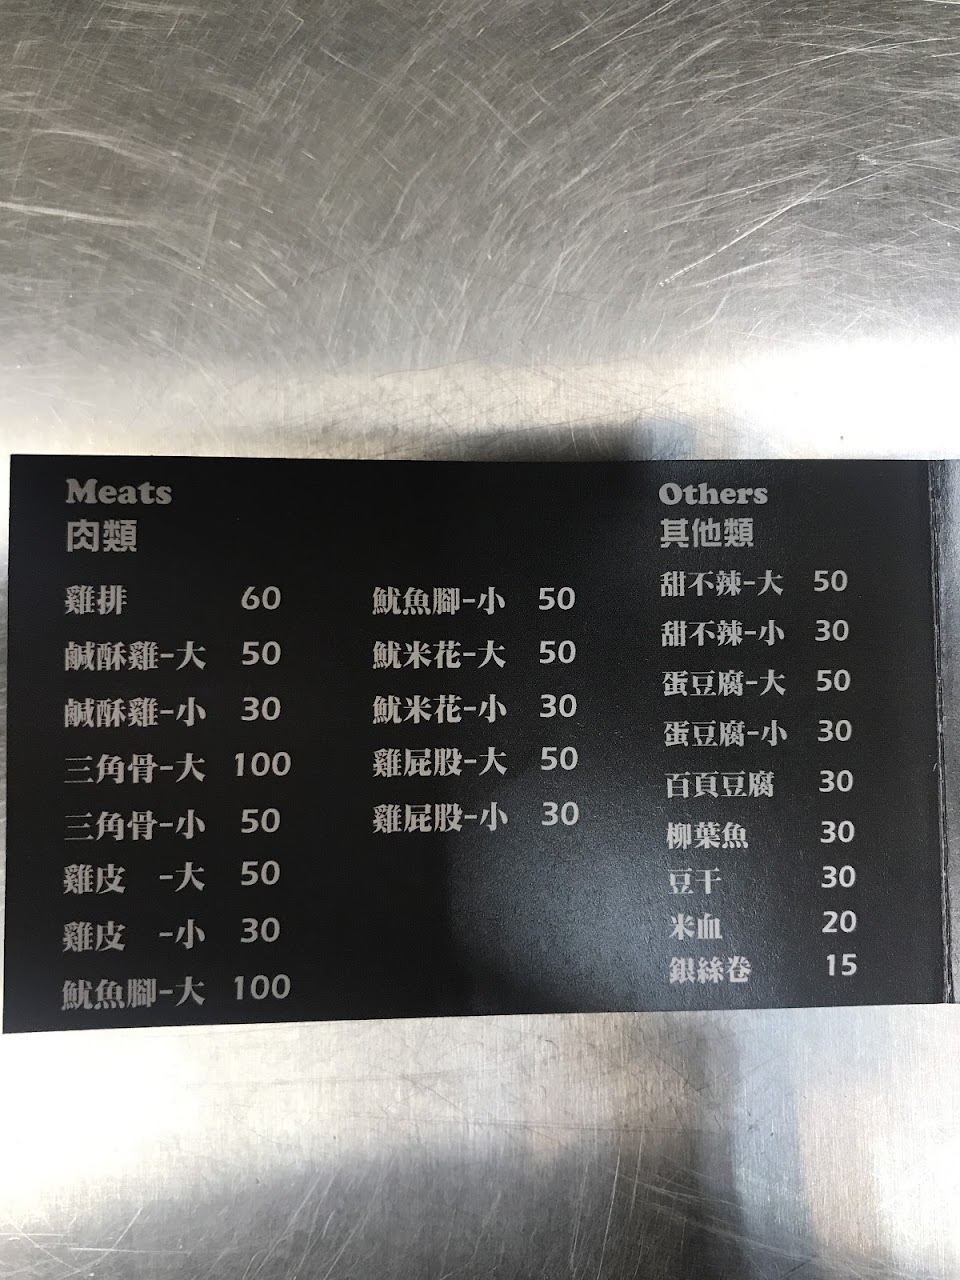 Meats
肉類
雞排 60
鹹酥雞-大 50
鹹酥雞-小 30
三角骨-大 100
三角骨-小 50
雞皮 -大 50
雞皮 -小 30
魷魚腳-大 100
魷魚腳-小 50
魷米花-大 50
魷米花-小 30
雞屁股-大 50
雞屁股-小 30
Others
其他類
甜不辣-大 50
甜不辣-小 30
蛋豆腐-大 50
蛋豆腐-小 30
百頁豆腐 30
柳葉魚 30
豆干 30
米血 20
銀絲卷 15